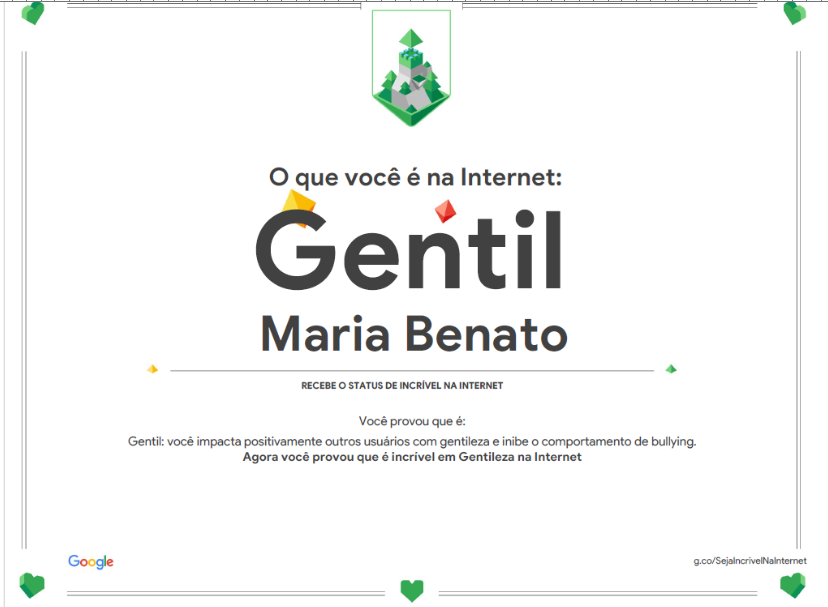 O que você é na Internet:
Gentil
Maria Benato
RECEBE O STATUS DE INCRÍVEL NA INTERNET
Você provou que é:
Gentil: você impacta positivamente outros usuários com gentileza e inibe o comportamento de bullying.
Agora você provou que é incrível em Gentileza na Internet
Google
g.co/SejaIncrivelNaInternet